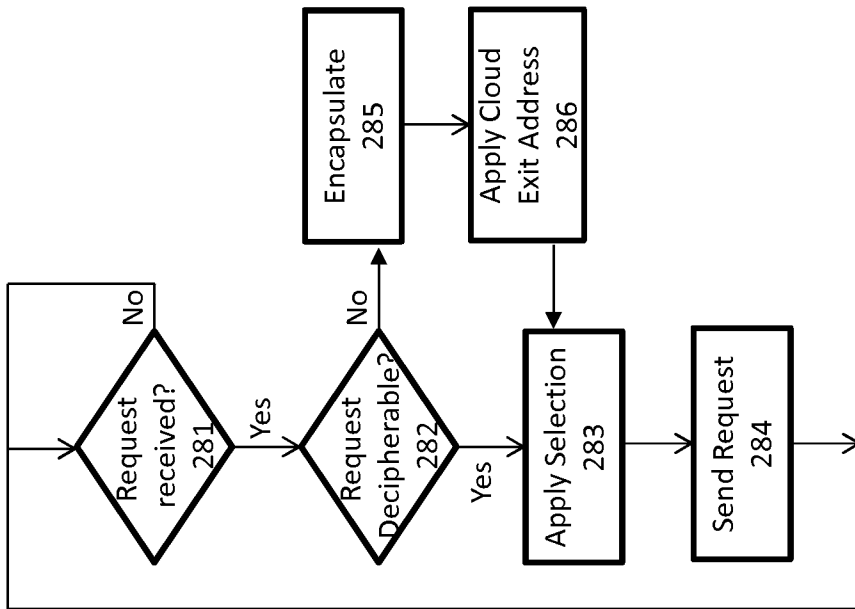 Request
received?
281
No
Yes
Request
Decipherable?
282
No
Yes
Encapsulate
285
Apply Cloud
Exit Address
286
Apply Selection
283
Send Request
284